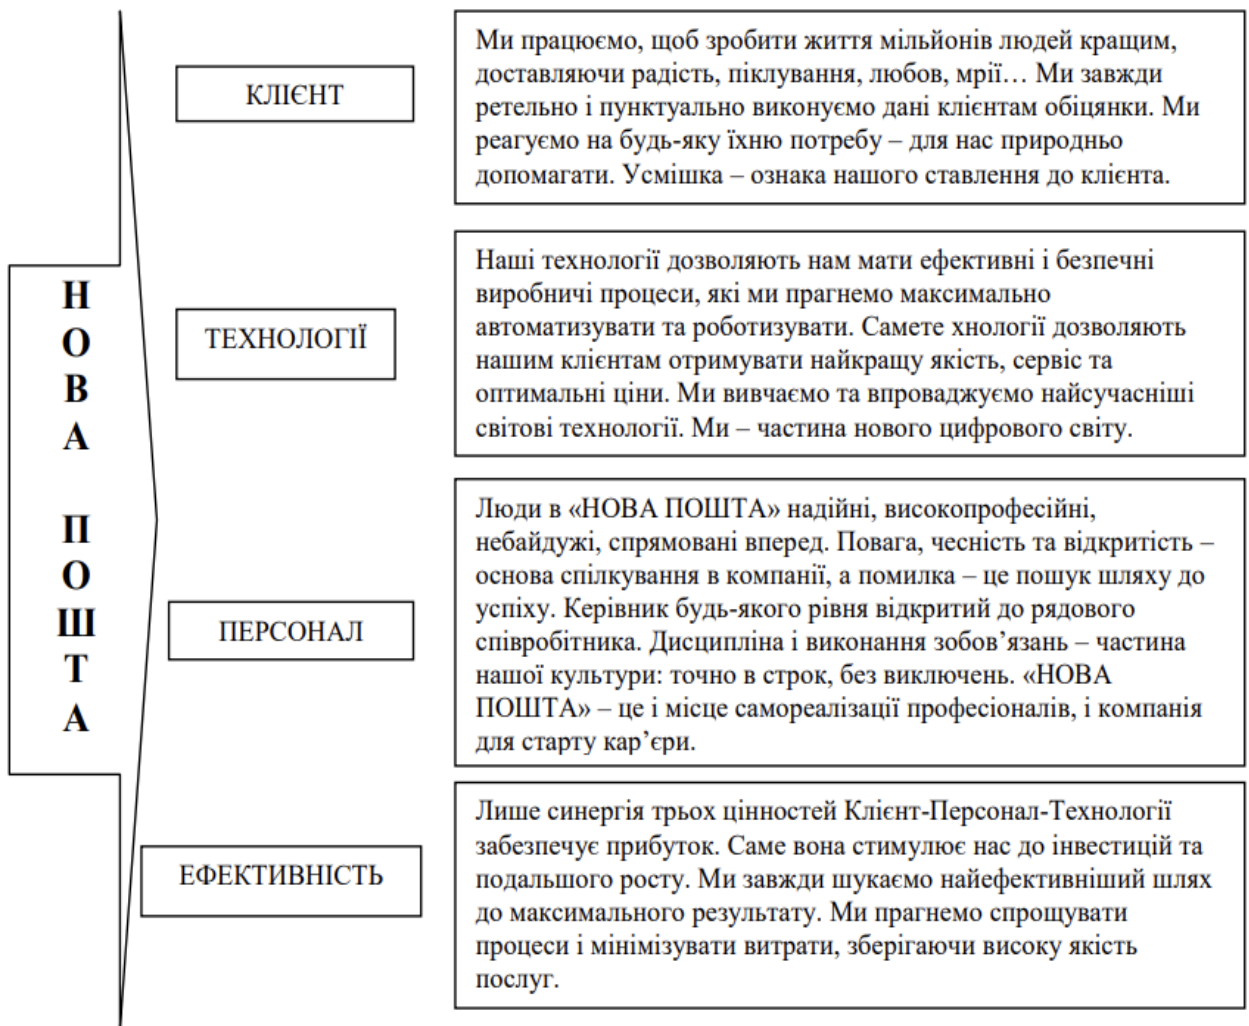 НОВА ПОШТА
КЛІЄНТ
Ми працюємо, щоб зробити життя мільйонів людей кращим,
доставляючи радість, піклування, любов, мрії… Ми завжди
ретельно і пунктуально виконуємо дані клієнтам обіцянки. Ми
реагуємо на будь-яку їхню потребу – для нас природньо
допомагати. Усмішка – ознака нашого ставлення до клієнта.
ТЕХНОЛОГІЇ
Наші технології дозволяють нам мати ефективні і безпечні
виробничі процеси, які ми прагнемо максимально
автоматизувати та роботизувати. Самете хнології дозволяють
нашим клієнтам отримувати найкращу якість, сервіс та
оптимальні ціни. Ми вивчаємо та впроваджуємо найсучасніші
світові технології. Ми – частина нового цифрового світу.
ПЕРСОНАЛ
Люди в «НОВА ПОШТА» надійні, високопрофесійні,
небайдужі, спрямовані вперед. Повага, чесність та відкритість –
основа спілкування в компанії, а помилка – це пошук шляху до
успіху. Керівник будь-якого рівня відкритий до рядового
співробітника. Дисципліна і виконання зобов’язань – частина
нашої культури: точно в строк, без виключень. «НОВА
ПОШТА» – це і місце самореалізації професіоналів, і компанія
для старту кар’єри.
ЕФЕКТИВНІСТЬ
Лише синергія трьох цінностей Клієнт-Персонал-Технології
забезпечує прибуток. Саме вона стимулює нас до інвестицій та
подальшого росту. Ми завжди шукаємо найефективніший шлях
до максимального результату. Ми прагнемо спрощувати
процеси і мінімізувати витрати, зберігаючи високу якість
послуг.